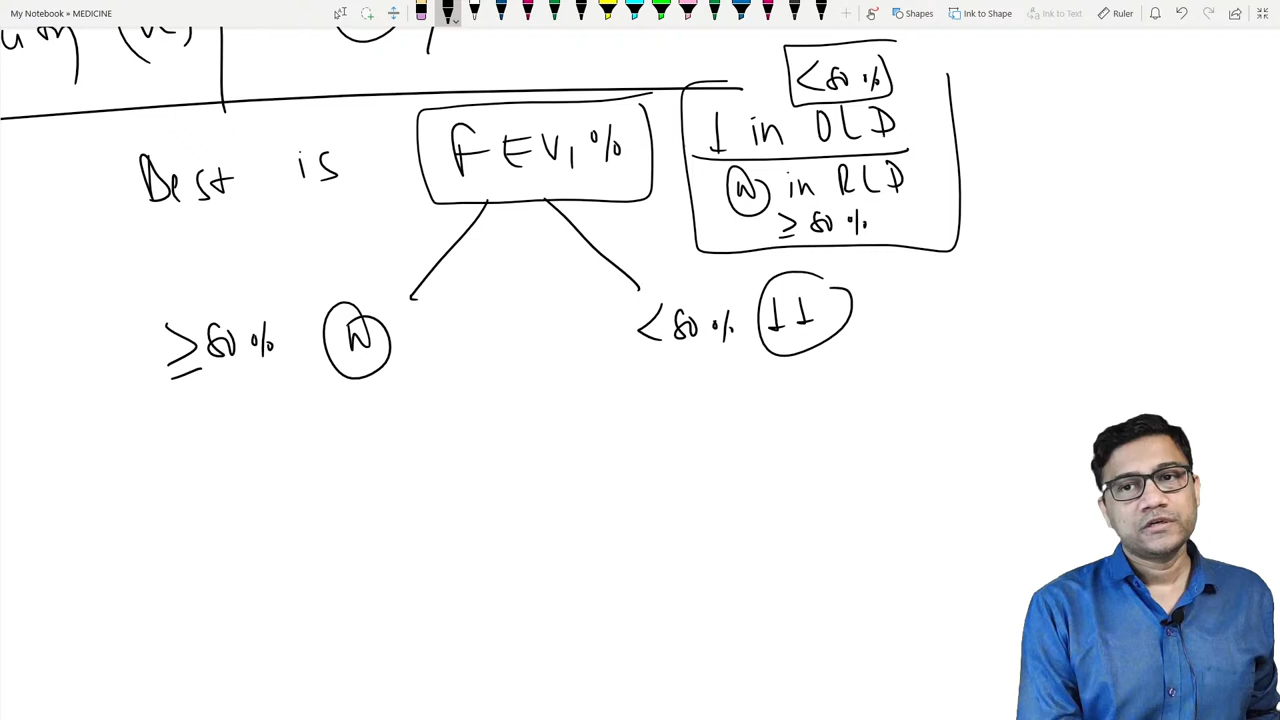 My Notebook » MEDICINE
Shapes
Ink to Shape
Ink to Text
Ruler
(VC)
<80%
↓ in OLD
Best is FEV₁%
N in RLD
≥80%
≥80% N
<80% ↓↓